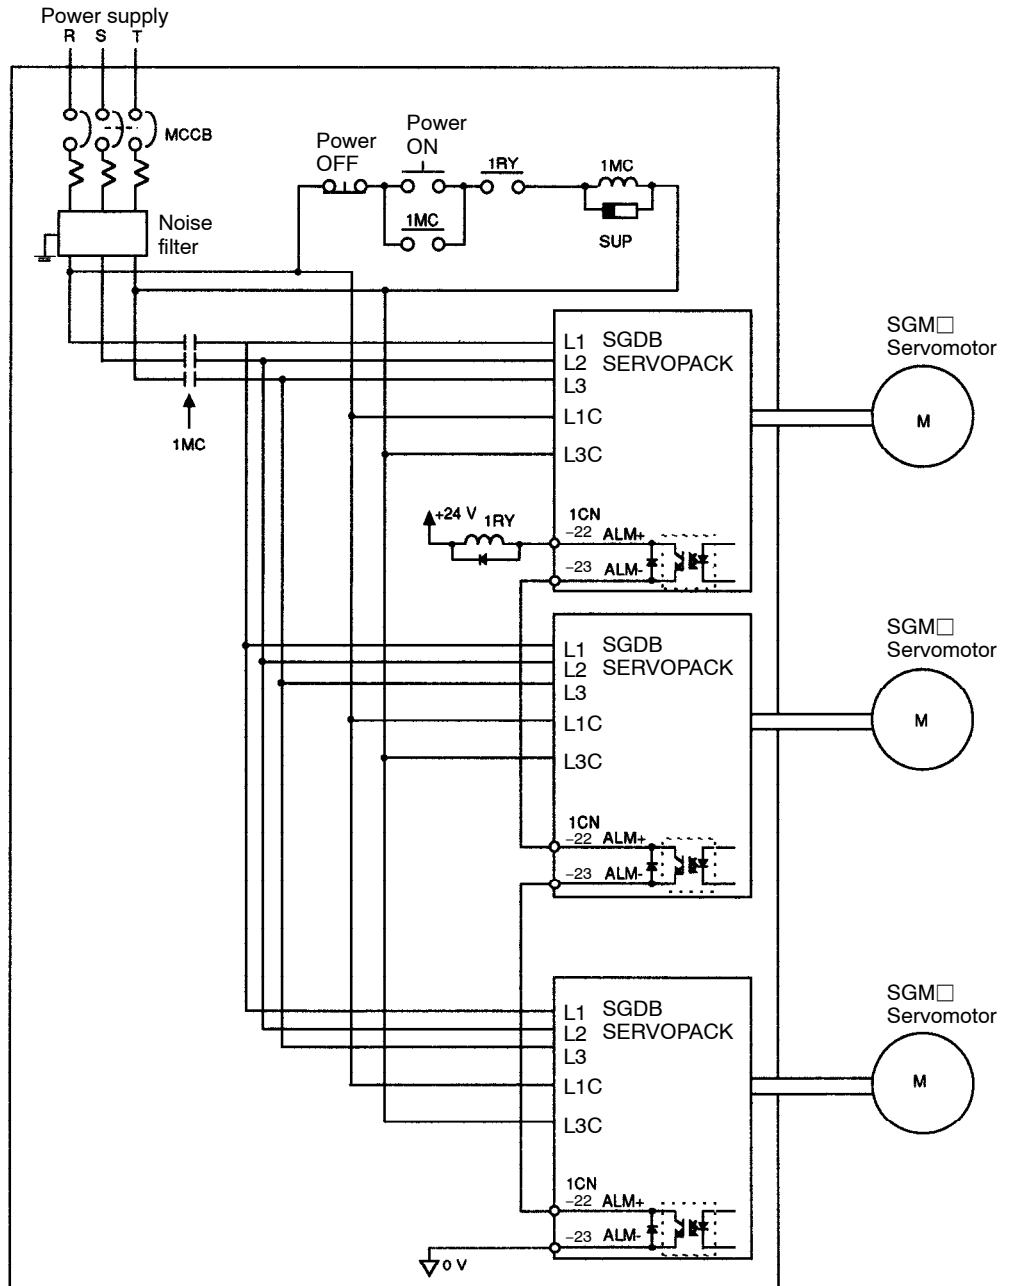 Power supply
R S T
MCCB
Power
OFF
Power
ON
1RY
1MC
1MC
SUP
Noise
filter
1MC
L1 SGDB
L2 SERVOPACK
L3
L1C
L3C
SGM□
Servomotor
M
+24 V
1RY
1CN
–22 ALM+
–23 ALM-
L1 SGDB
L2 SERVOPACK
L3
L1C
L3C
SGM□
Servomotor
M
1CN
–22 ALM+
–23 ALM-
L1 SGDB
L2 SERVOPACK
L3
L1C
L3C
SGM□
Servomotor
M
1CN
–22 ALM+
–23 ALM-
0 V